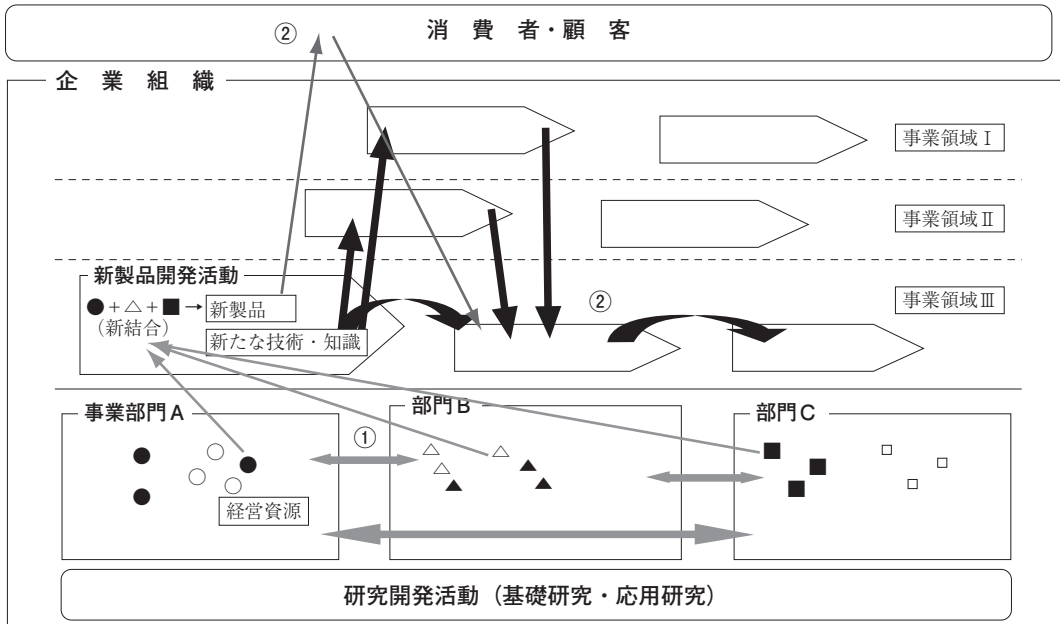 ② 消費者・顧客
企業組織
事業領域Ⅰ
事業領域Ⅱ
新製品開発活動
事業領域Ⅲ
●+△+■→新製品
②
(新結合)
新たな技術・知識
事業部門A
部門B
部門C
①
経営資源
研究開発活動（基礎研究・応用研究）